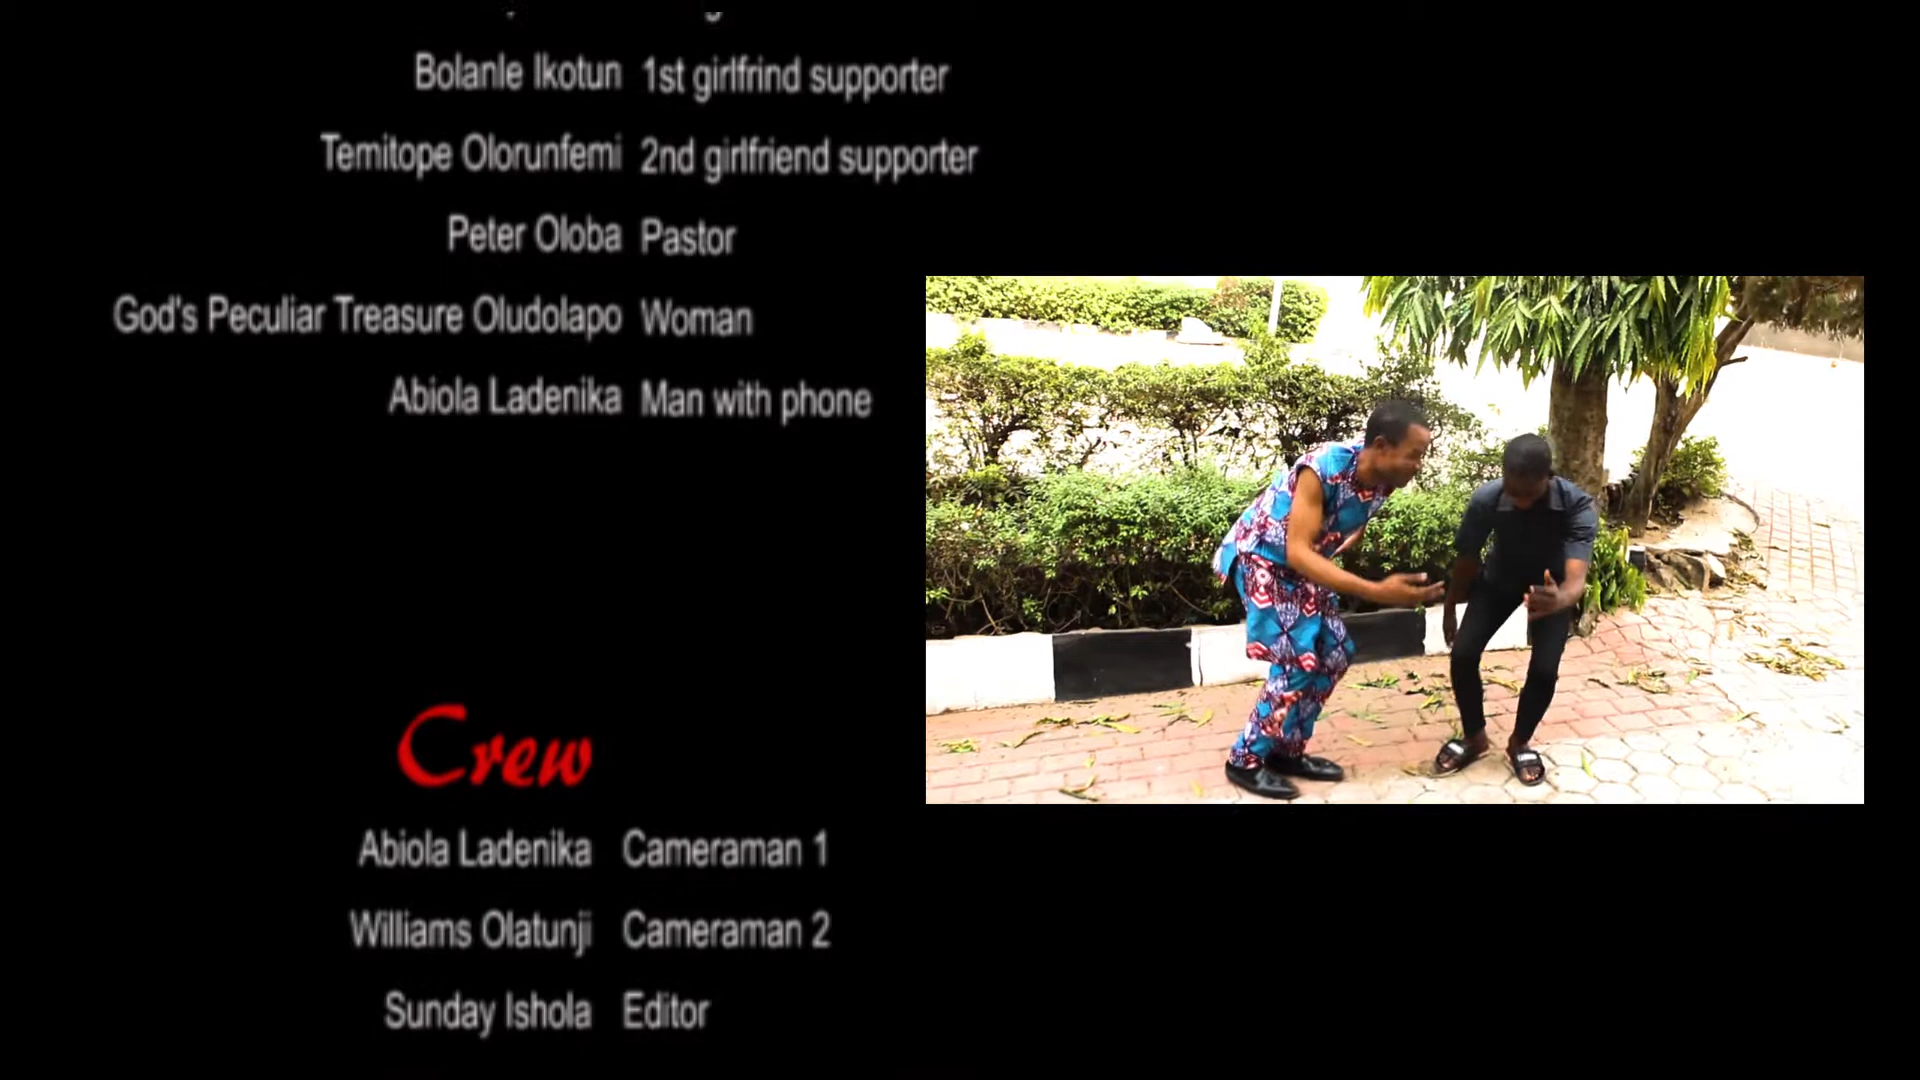 Bolanle Ikotun 1st girlfrind supporter
Temitope Olorunfemi 2nd girlfriend supporter
Peter Oloba Pastor
God's Peculiar Treasure Oludolapo Woman
Abiola Ladenika Man with phone
Crew
Abiola Ladenika Cameraman 1
Williams Olatunji Cameraman 2
Sunday Ishola Editor